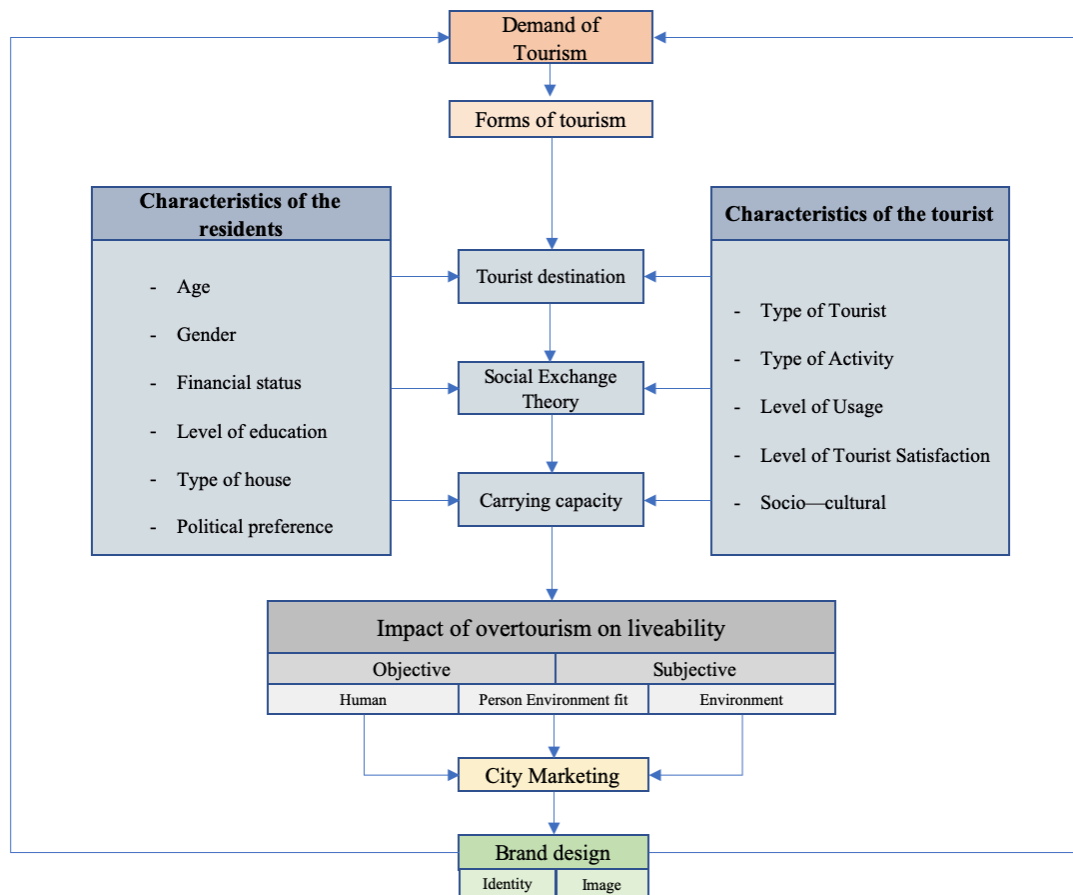 Demand of
Tourism
Forms of tourism
Characteristics of the
residents
- Age
- Gender
- Financial status
- Level of education
- Type of house
- Political preference
Tourist destination
Social Exchange
Theory
Carrying capacity
Characteristics of the tourist
- Type of Tourist
- Type of Activity
- Level of Usage
- Level of Tourist Satisfaction
- Socio—cultural
Impact of overtourism on liveability
Objective
Subjective
Human
Person Environment fit
Environment
City Marketing
Brand design
Identity
Image